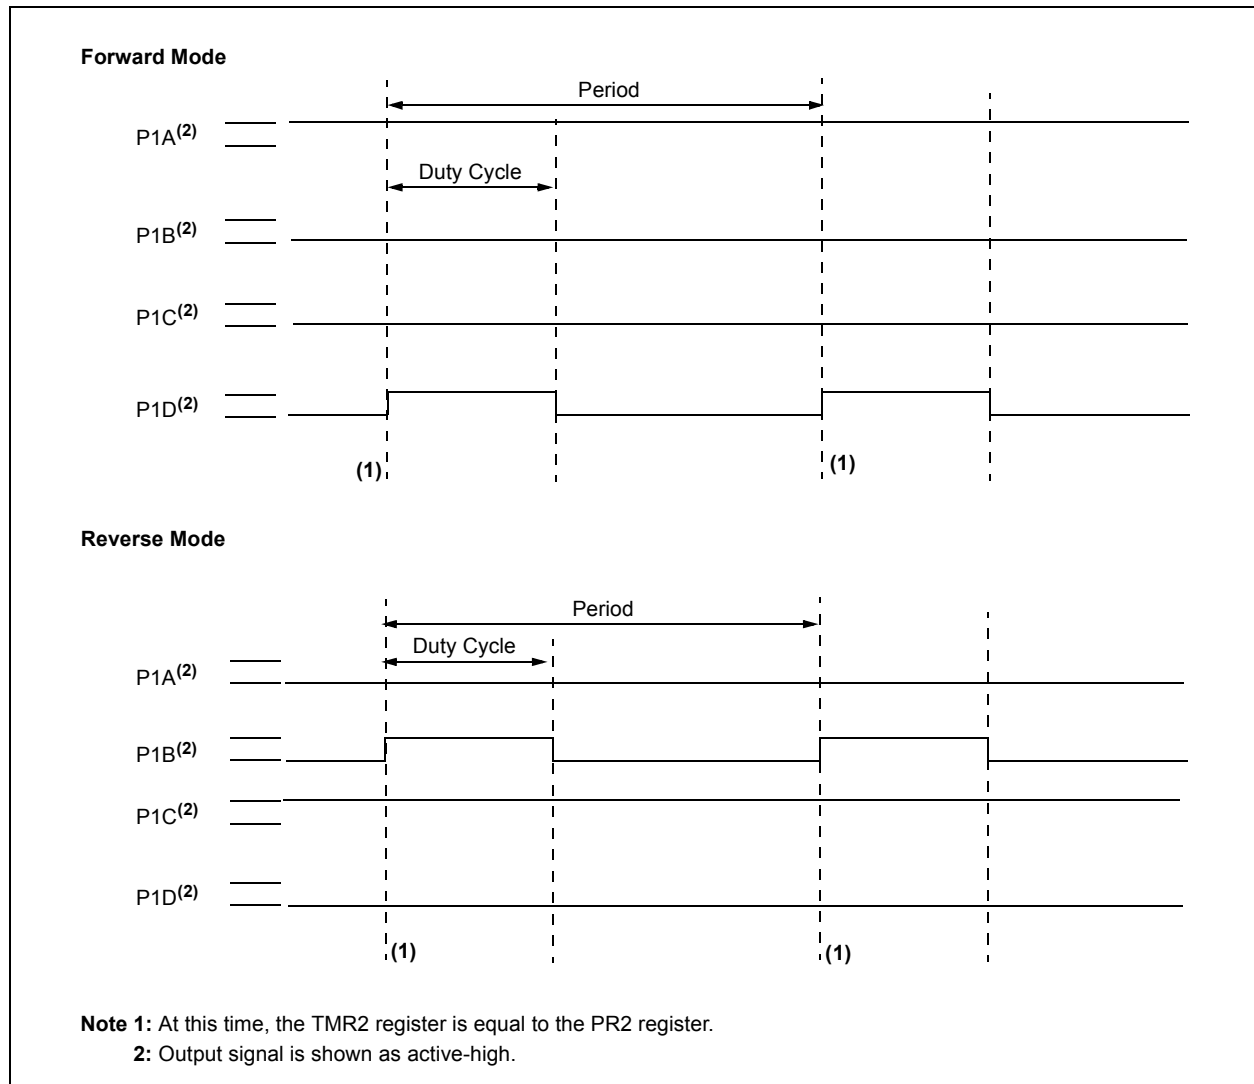 Forward Mode
Period
P1A(2)
Duty Cycle
P1B(2)
P1C(2)
P1D(2)
(1)
(1)
Reverse Mode
Period
Duty Cycle
P1A(2)
P1B(2)
P1C(2)
P1D(2)
(1)
(1)
Note 1: At this time, the TMR2 register is equal to the PR2 register.
2: Output signal is shown as active-high.